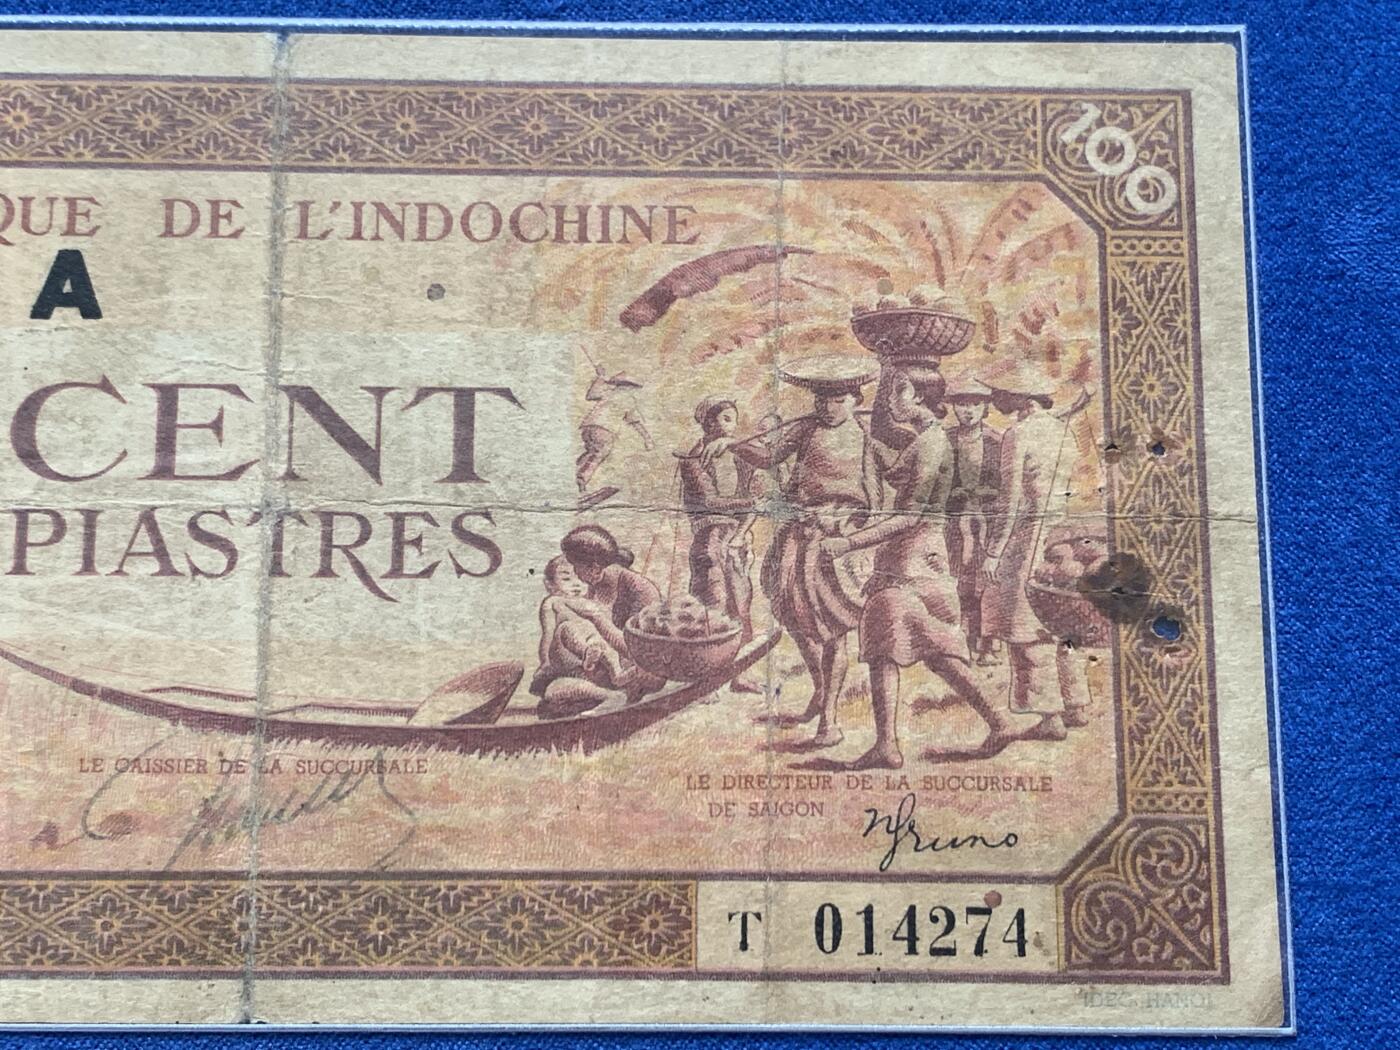 100
QUE DE L'INDOCHINE
A
CENT
PIASTRES
LE CAISSIER DE LA SUCCURSALE
LE DIRECTEUR DE LA SUCCURSALE
DE SAIGON
T 014274
IDEO. HANOI